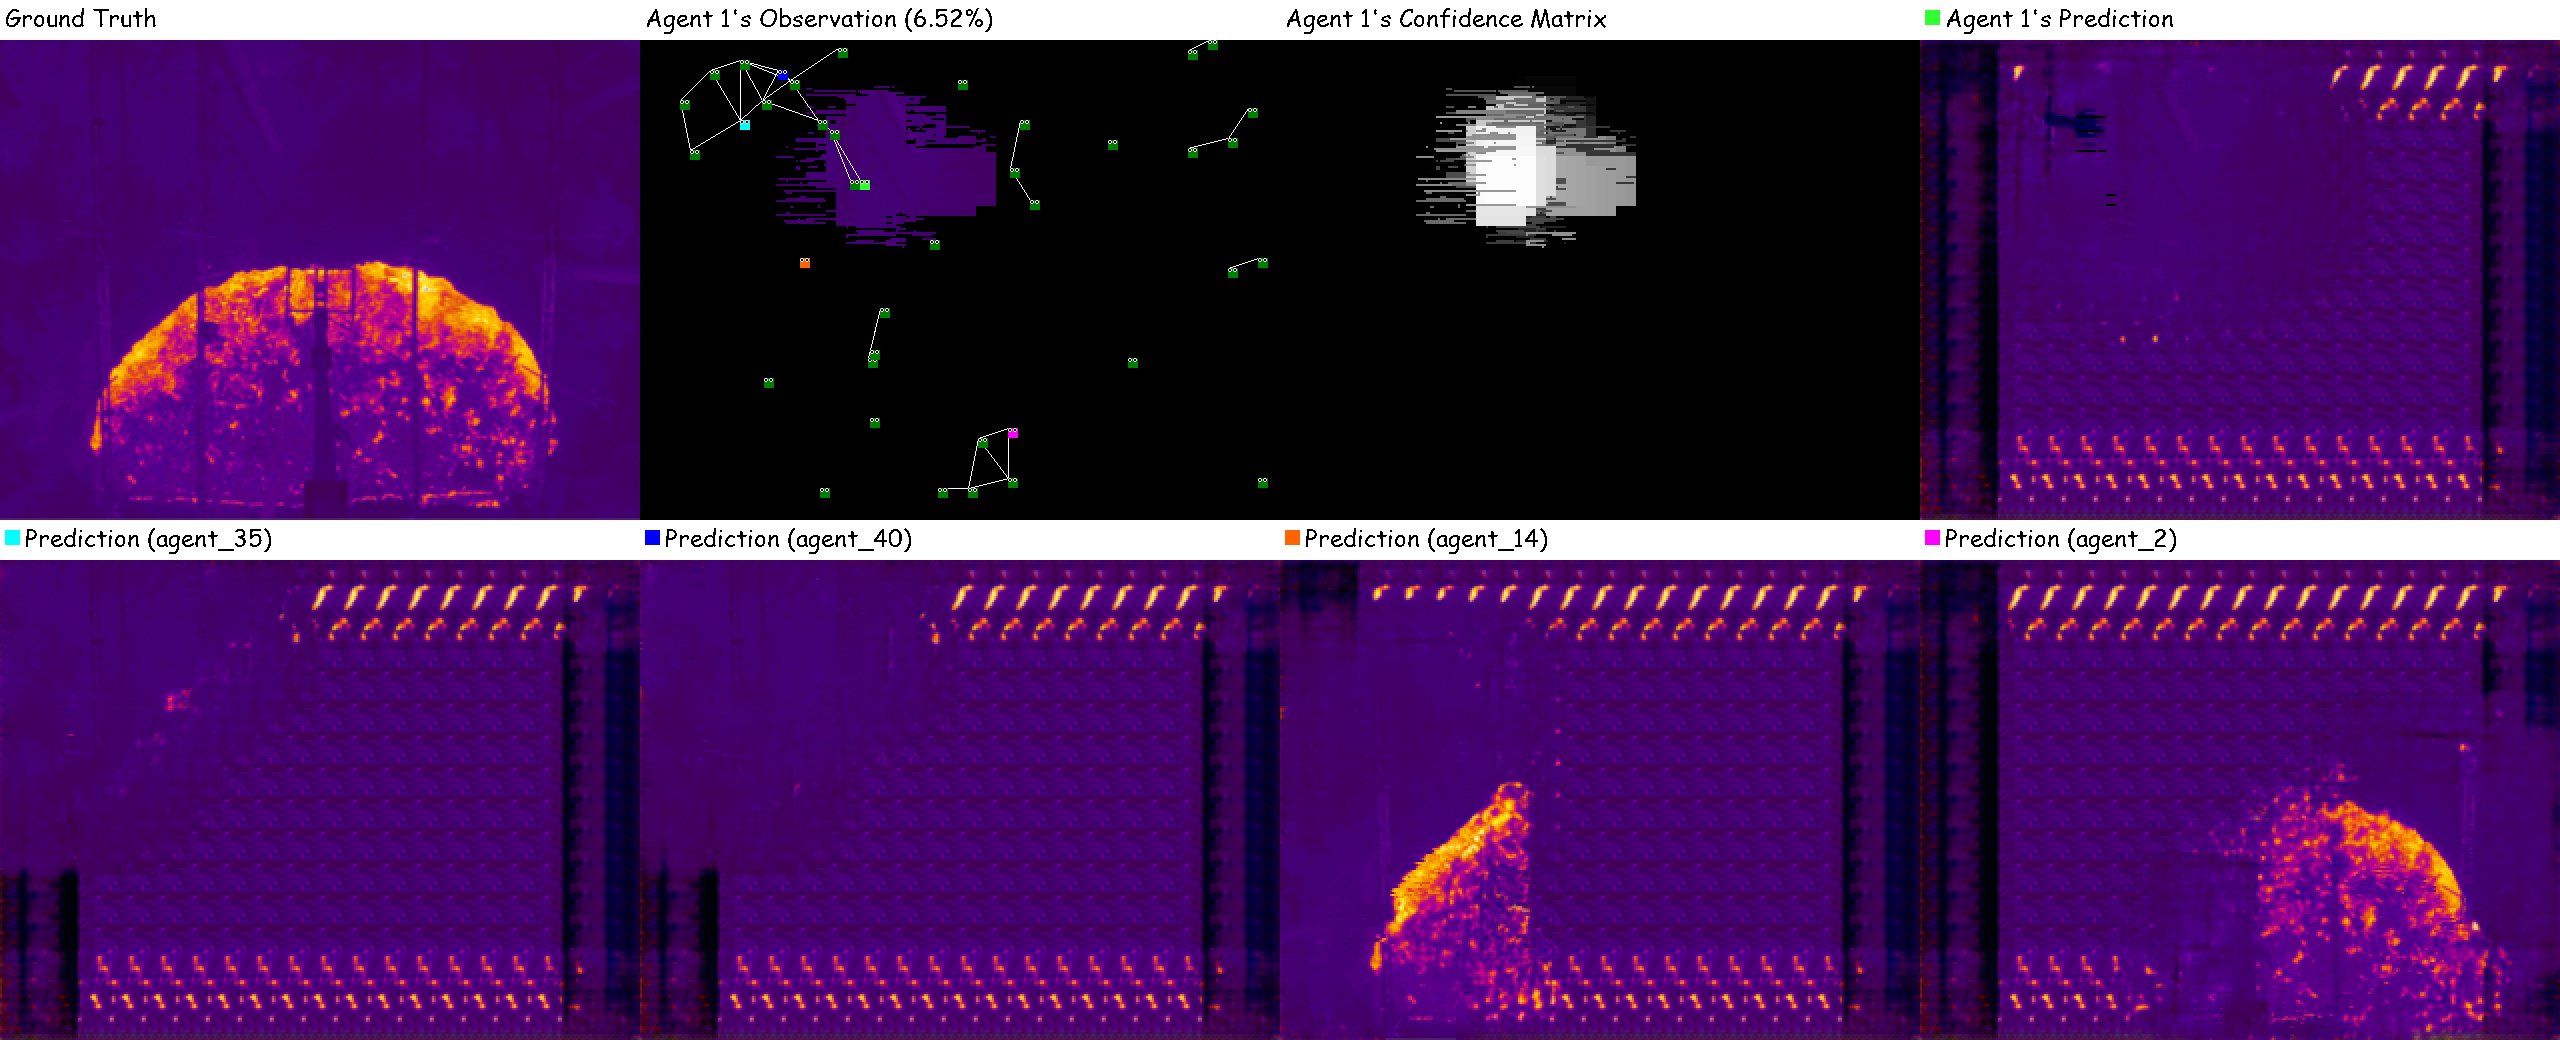 Ground Truth
Agent 1's Observation (6.52%)
Agent 1's Confidence Matrix
Agent 1's Prediction
Prediction (agent_35)
Prediction (agent_40)
Prediction (agent_14)
Prediction (agent_2)